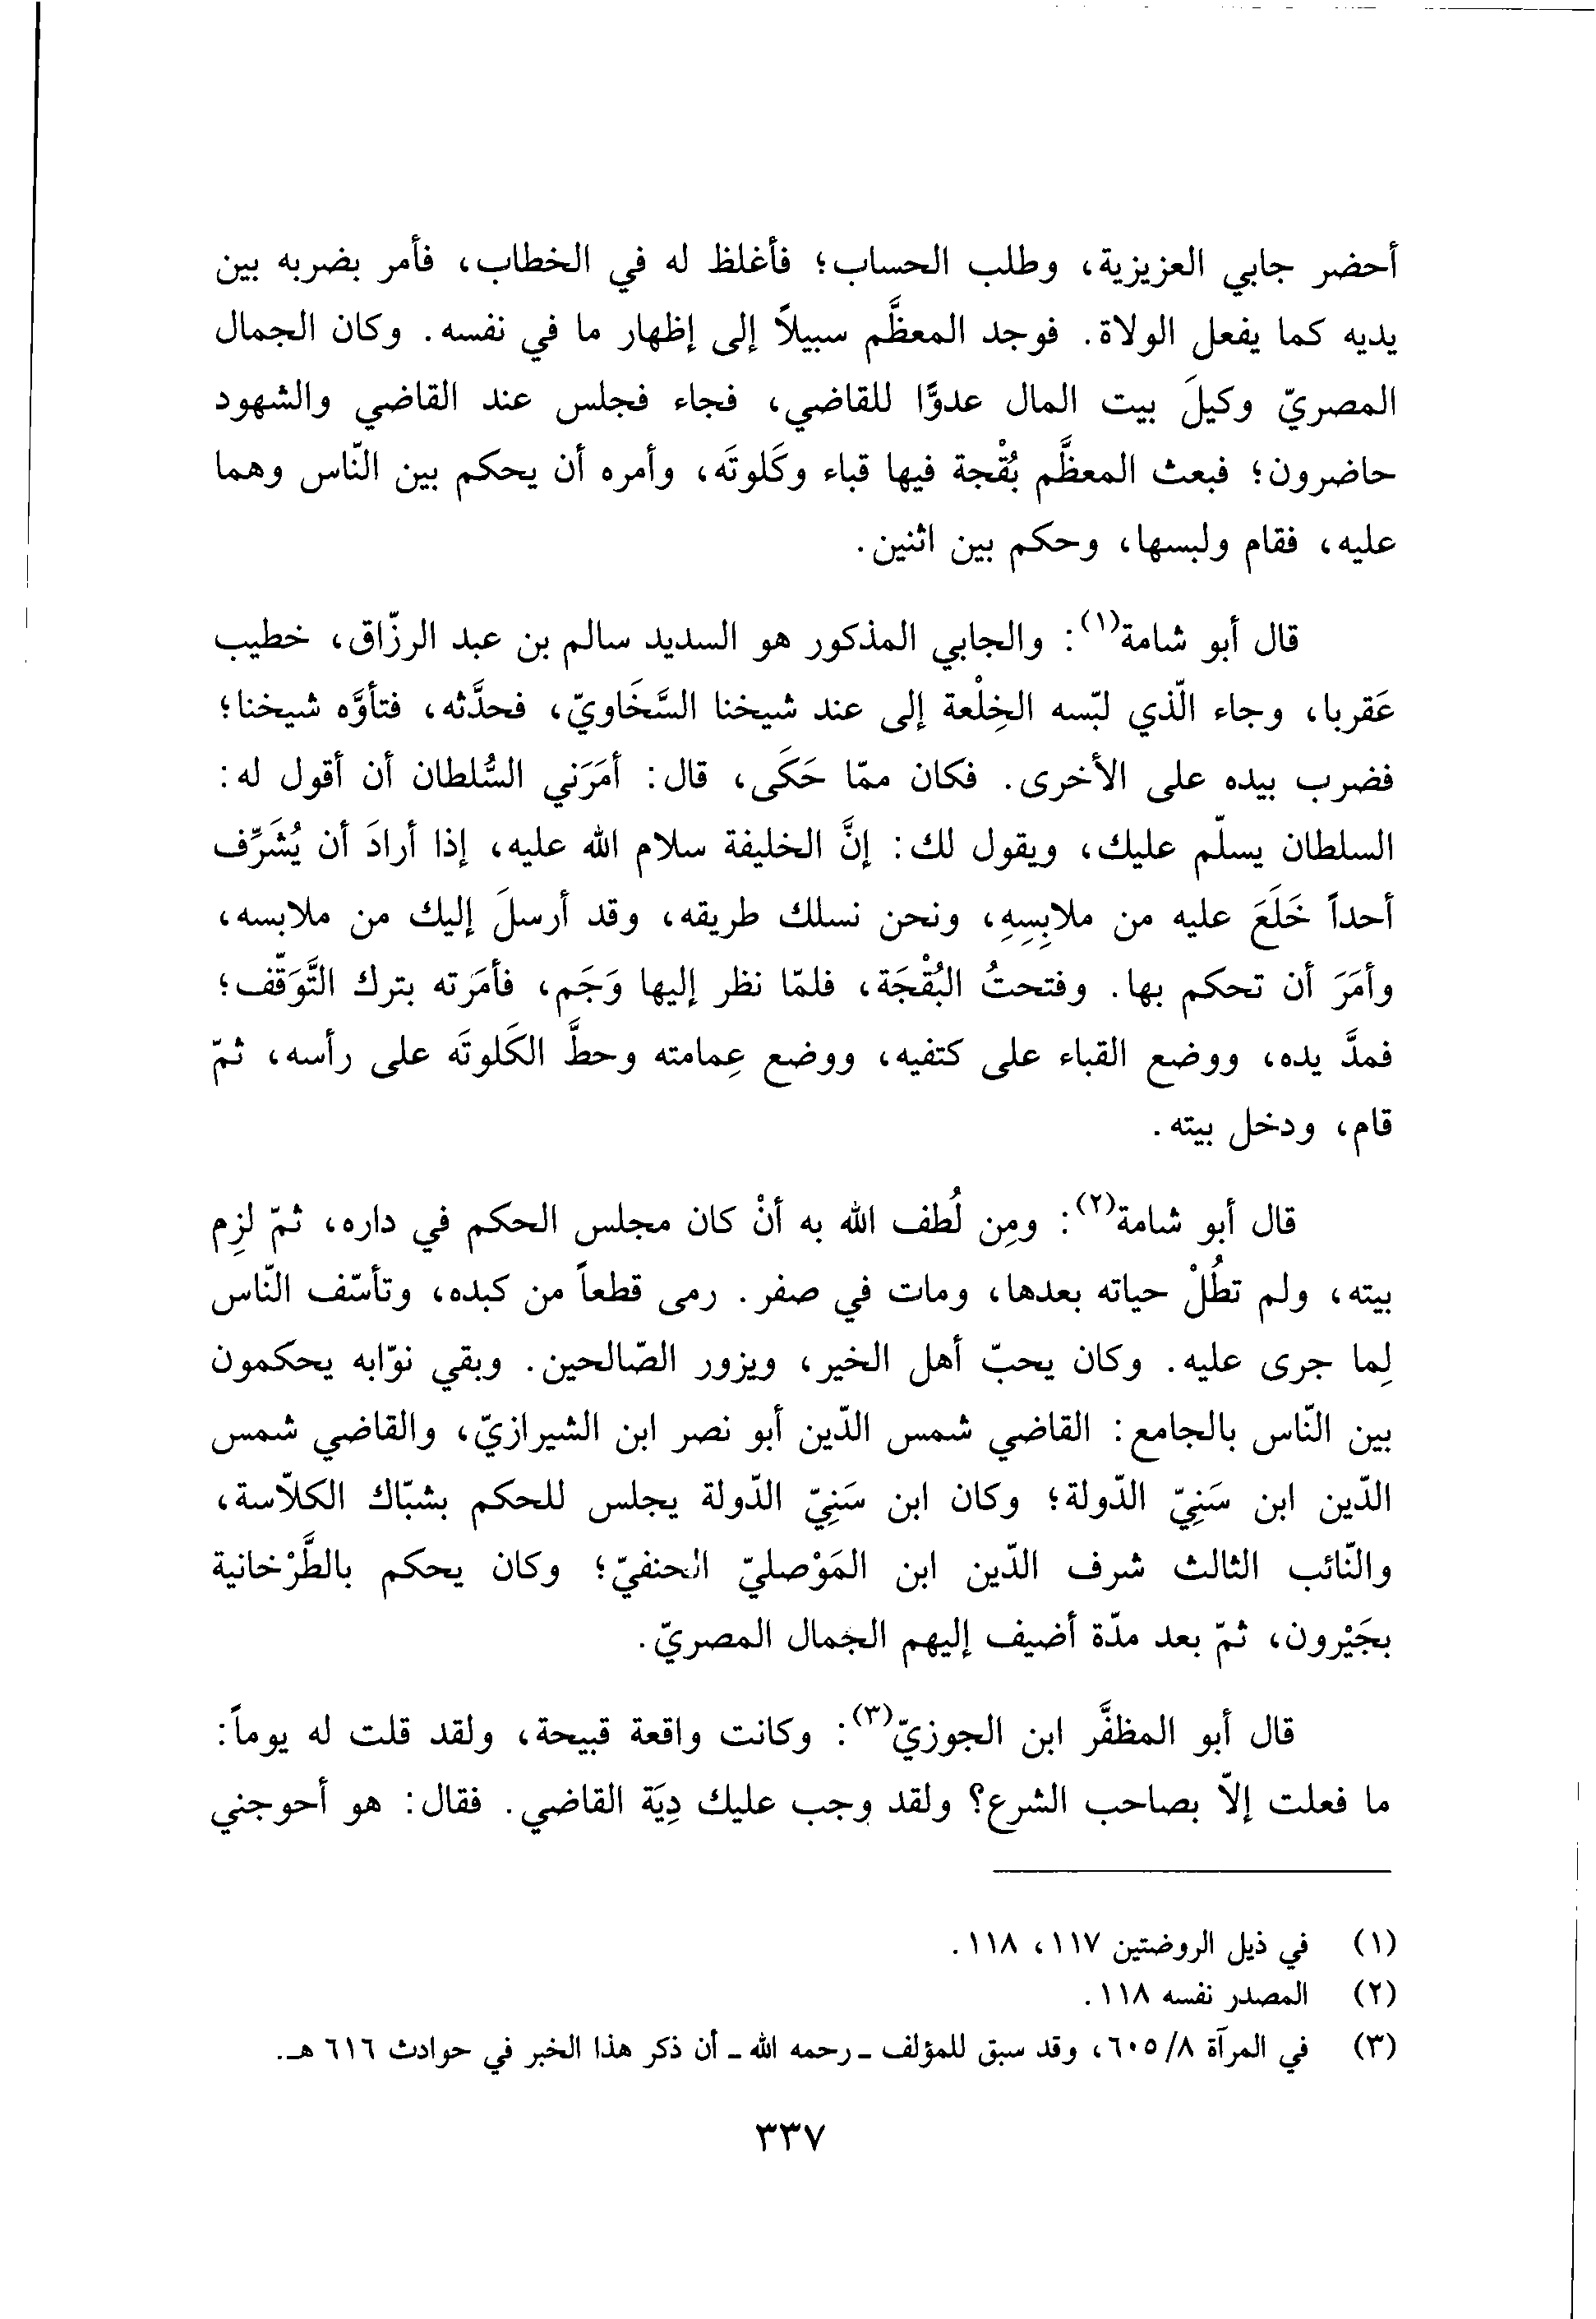 أحضر جابي العزيزية، وطلب الحساب؛ فأغلظ له في الخطاب، فأمر بضربه بين
يديه كما يفعل الولاة. فوجد المعظَّم سبيلاً إلى إظهار ما في نفسه. وكان الجمال
المصريّ وكيلَ بيت المال عدوًّا للقاضي، فجاء فجلس عند القاضي والشهود
حاضرون؛ فبعث المعظَّم بُقْجة فيها قباء وكَلوتَه، وأمره أن يحكم بين النّاس وهما
عليه، فقام ولبسها، وحكم بين اثنين.
قال أبو شامة(١): والجابي المذكور هو السديد سالم بن عبد الرزّاق، خطيب
عَقربا، وجاء الّذي لبّسه الخِلْعة إلى عند شيخنا السَّخَاويّ، فحدَّثه، فتأوَّه شيخنا؛
فضرب بيده على الأخرى. فكان ممّا حَكَى، قال: أمَرَني السُّلطان أن أقول له:
السلطان يسلّم عليك، ويقول لك: إنَّ الخليفة سلام الله عليه، إذا أرادَ أن يُشَرِّف
أحداً خَلَعَ عليه من ملابِسِهِ، ونحن نسلك طريقه، وقد أرسلَ إليك من ملابسه،
وأمَرَ أن تحكم بها. وفتحتُ البُقْجَة، فلمّا نظر إليها وَجَم، فأمَرته بترك التَّوَقّف؛
فمدَّ يده، ووضع القباء على كتفيه، ووضع عِمامته وحطَّ الكَلوتَه على رأسه، ثمّ
قام، ودخل بيته.
قال أبو شامة(٢): ومِن لُطف الله به أنْ كان مجلس الحكم في داره، ثمّ لزِم
بيته، ولم تطُلْ حياته بعدها، ومات في صفر. رمى قطعاً من كبده، وتأسّف النّاس
لِما جرى عليه. وكان يحبّ أهل الخير، ويزور الصّالحين. وبقي نوّابه يحكمون
بين النّاس بالجامع: القاضي شمس الدّين أبو نصر ابن الشيرازيّ، والقاضي شمس
الدّين ابن سَنِيّ الدّولة؛ وكان ابن سَنِيّ الدّولة يجلس للحكم بشبّاك الكلاّسة،
والنّائب الثالث شرف الدّين ابن المَوْصليّ الحنفيّ؛ وكان يحكم بالطَّرْخانية
بجَيْرون، ثمّ بعد مدّة أضيف إليهم الجمال المصريّ.
قال أبو المظفَّر ابن الجوزيّ(٣): وكانت واقعة قبيحة، ولقد قلت له يوماً:
ما فعلت إلاّ بصاحب الشرع؟ ولقد وجب عليك دِيَة القاضي. فقال: هو أحوجني
(١) في ذيل الروضتين ١١٧، ١١٨.
(٢) المصدر نفسه ١١٨.
(٣) في المرآة ٨/ ٦٠٥، وقد سبق للمؤلف ـ رحمه الله ـ أن ذكر هذا الخبر في حوادث ٦١٦ هـ.
٣٣٧